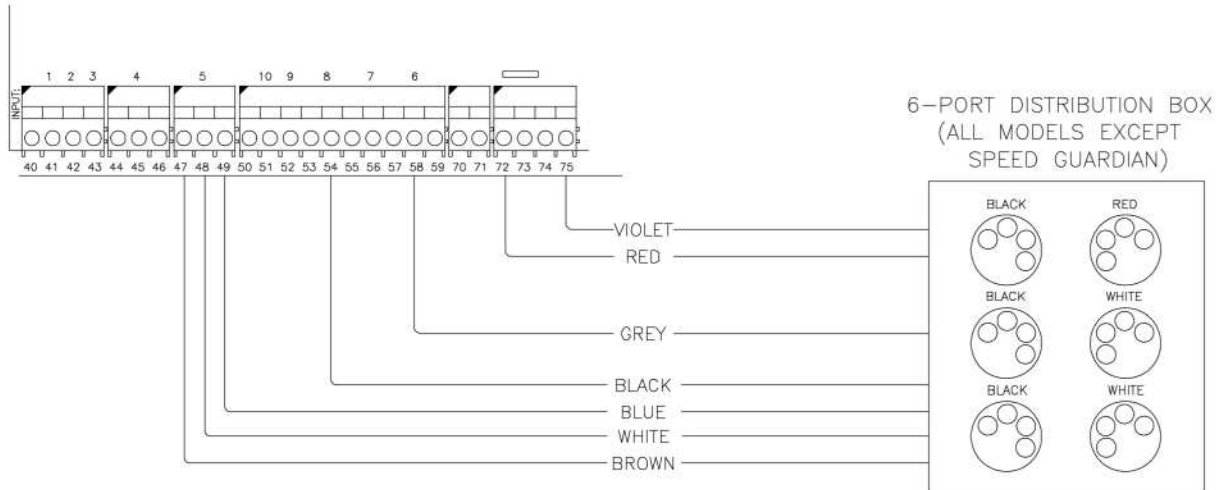 1 2 3 4 5 10 9 8 7 6
INPUT:
40 41 42 43 44 45 46 47 48 49 50 51 52 53 54 55 56 57 58 59 70 71 72 73 74 75
6-PORT DISTRIBUTION BOX
(ALL MODELS EXCEPT
SPEED GUARDIAN)
BLACK RED
VIOLET
RED
BLACK WHITE
GREY
BLACK
BLACK WHITE
BLUE
WHITE
BROWN